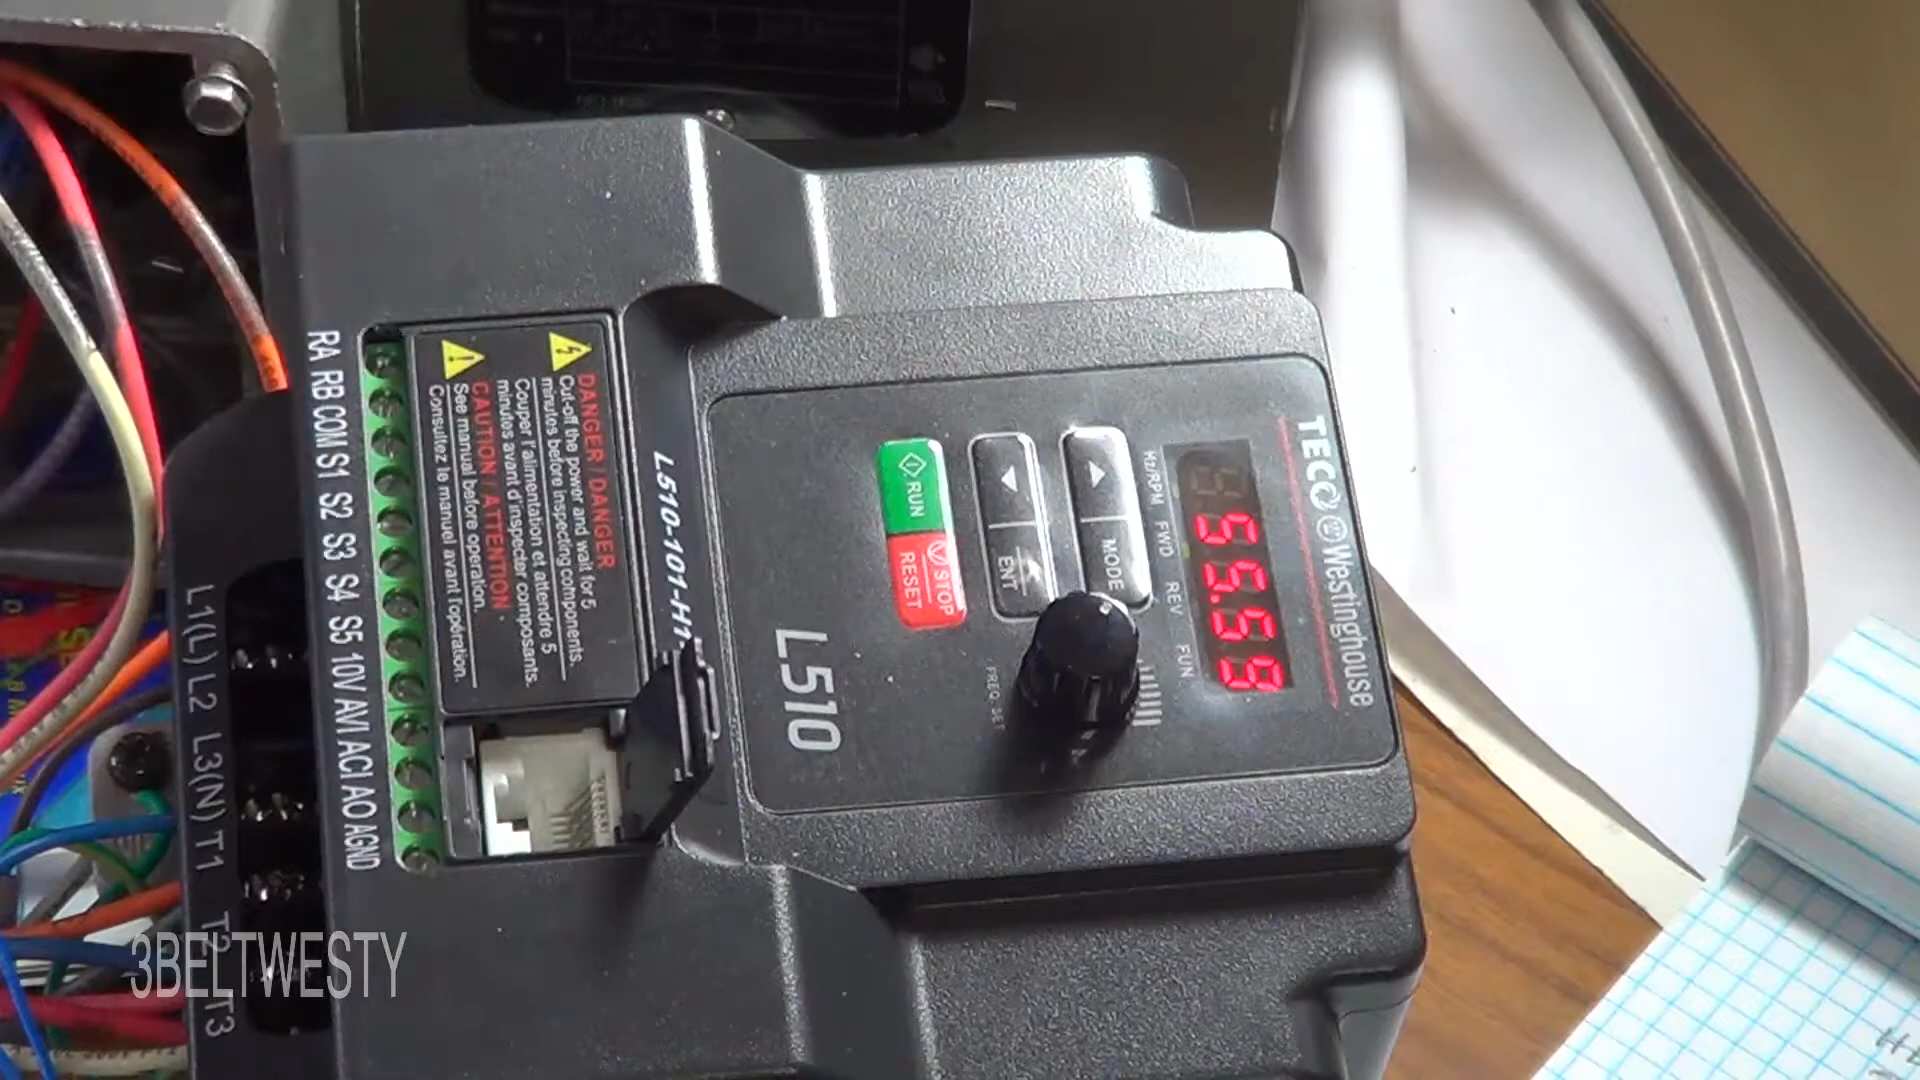 TECO Westinghouse
Hz/RPM FWD REV FUN
MODE
ENT
RUN
STOP
RESET
FREQ.SET
L510
L510-101-H1-
DANGER / DANGER
Cut-off the power and wait for 5
minutes before inspecting components.
Couper l'alimentation et attendre 5
minutes avant d'inspecter composants.
CAUTION / ATTENTION
See manual before operation.
Consultez le manuel avant l'opération.
RA RB COM S1 S2 S3 S4 S5 10V AVI ACI AO AGND
L1(L) L2 L3(N) T1 T2 T3
3BELTWESTY